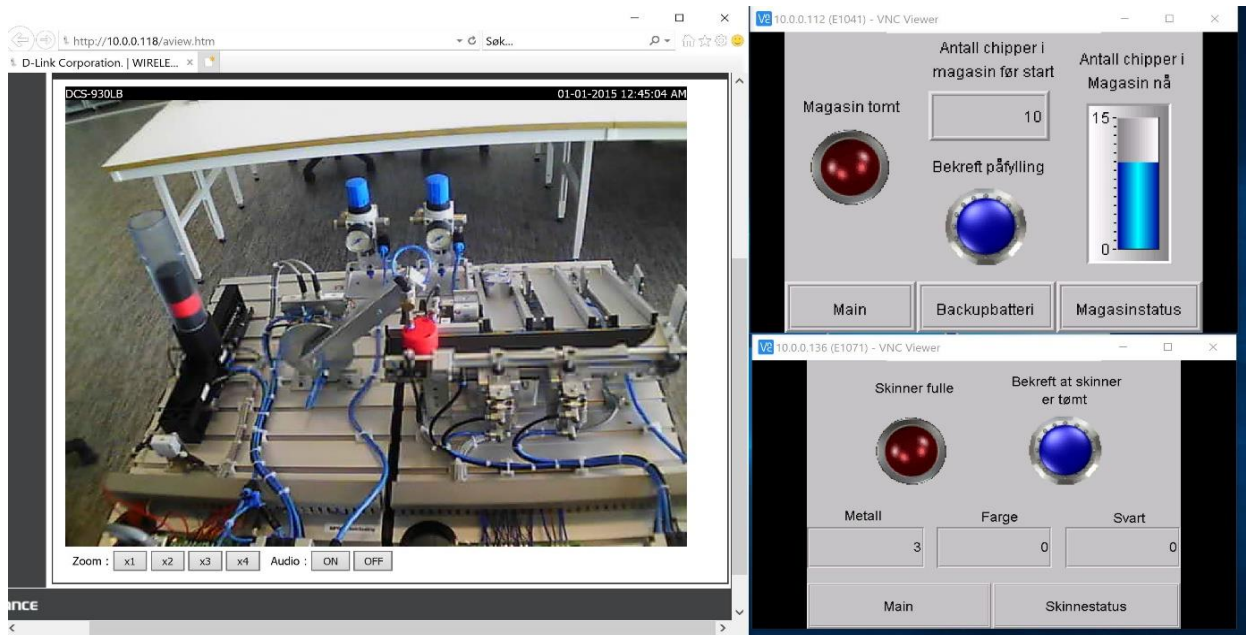 http://10.0.0.118/aview.htm
Søk...
D-Link Corporation. | WIRELE...
DCS-930LB
01-01-2015 12:45:04 AM
Zoom :
x1
x2
x3
x4
Audio :
ON
OFF
10.0.0.112 (E1041) - VNC Viewer
Antall chipper i
magasin før start
Antall chipper i
Magasin nå
Magasin tomt
10
15
0
Bekreft påfylling
Main
Backupbatteri
Magasinstatus
10.0.0.136 (E1071) - VNC Viewer
Skinner fulle
Bekreft at skinner
er tømt
Metall
Farge
Svart
3
0
0
Main
Skinnestatus